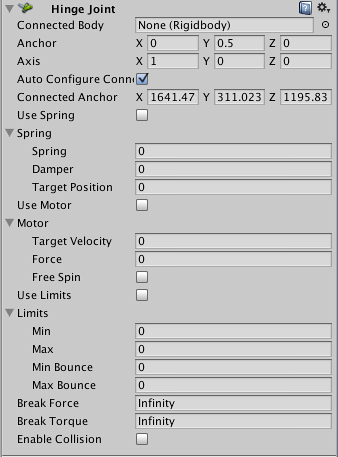 Hinge Joint
Connected Body None (Rigidbody)
Anchor X 0 Y 0.5 Z 0
Axis X 1 Y 0 Z 0
Auto Configure Conn
Connected Anchor X 1641.47 Y 311.023 Z 1195.83
Use Spring
Spring
Spring 0
Damper 0
Target Position 0
Use Motor
Motor
Target Velocity 0
Force 0
Free Spin
Use Limits
Limits
Min 0
Max 0
Min Bounce 0
Max Bounce 0
Break Force Infinity
Break Torque Infinity
Enable Collision